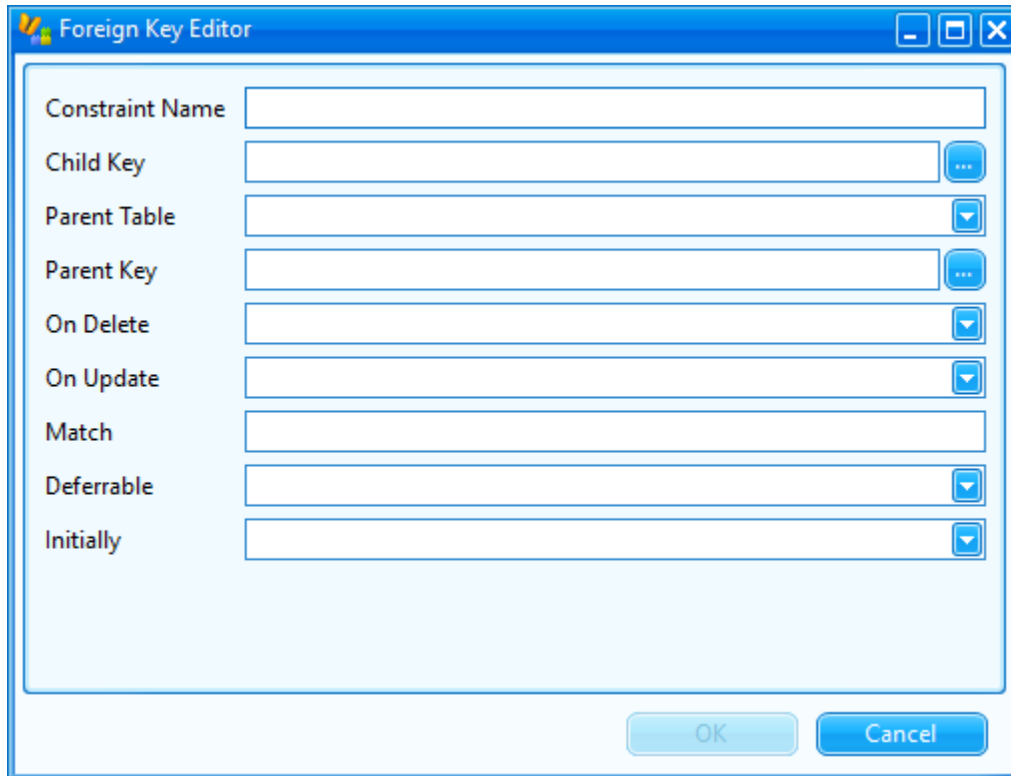 Foreign Key Editor
Constraint Name
Child Key
...
Parent Table
Parent Key
...
On Delete
On Update
Match
Deferrable
Initially
OK
Cancel